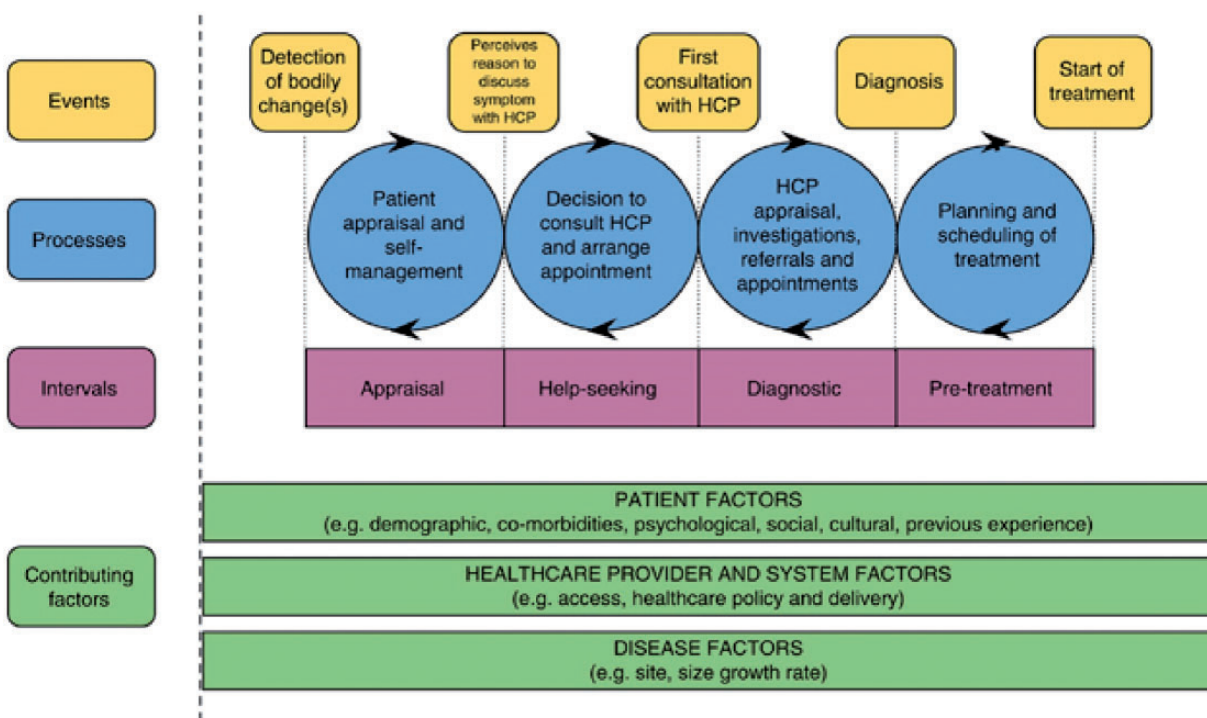 Events
Detection
of bodily
change(s)
Perceives
reason to
discuss
symptom
with HCP
First
consultation
with HCP
Diagnosis
Start of
treatment
Processes
Patient
appraisal and
self-
management
Decision to
consult HCP
and arrange
appointment
HCP
appraisal,
investigations,
referrals and
appointments
Planning and
scheduling of
treatment
Intervals
Appraisal
Help-seeking
Diagnostic
Pre-treatment
Contributing
factors
PATIENT FACTORS
(e.g. demographic, co-morbidities, psychological, social, cultural, previous experience)
HEALTHCARE PROVIDER AND SYSTEM FACTORS
(e.g. access, healthcare policy and delivery)
DISEASE FACTORS
(e.g. site, size growth rate)